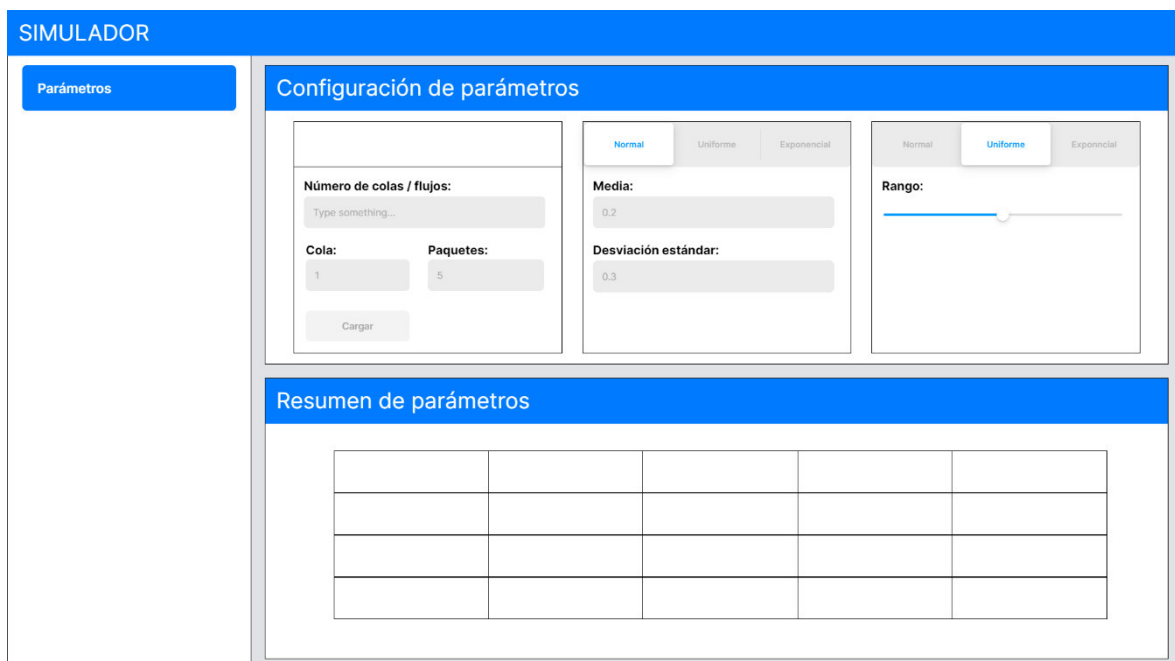 SIMULADOR
Parámetros
Configuración de parámetros
Número de colas / flujos:
Type something...
Cola:
Paquetes:
1
5
Cargar
Normal
Uniforme
Exponencial
Media:
0.2
Desviación estándar:
0.3
Normal
Uniforme
Exponncial
Rango:
Resumen de parámetros